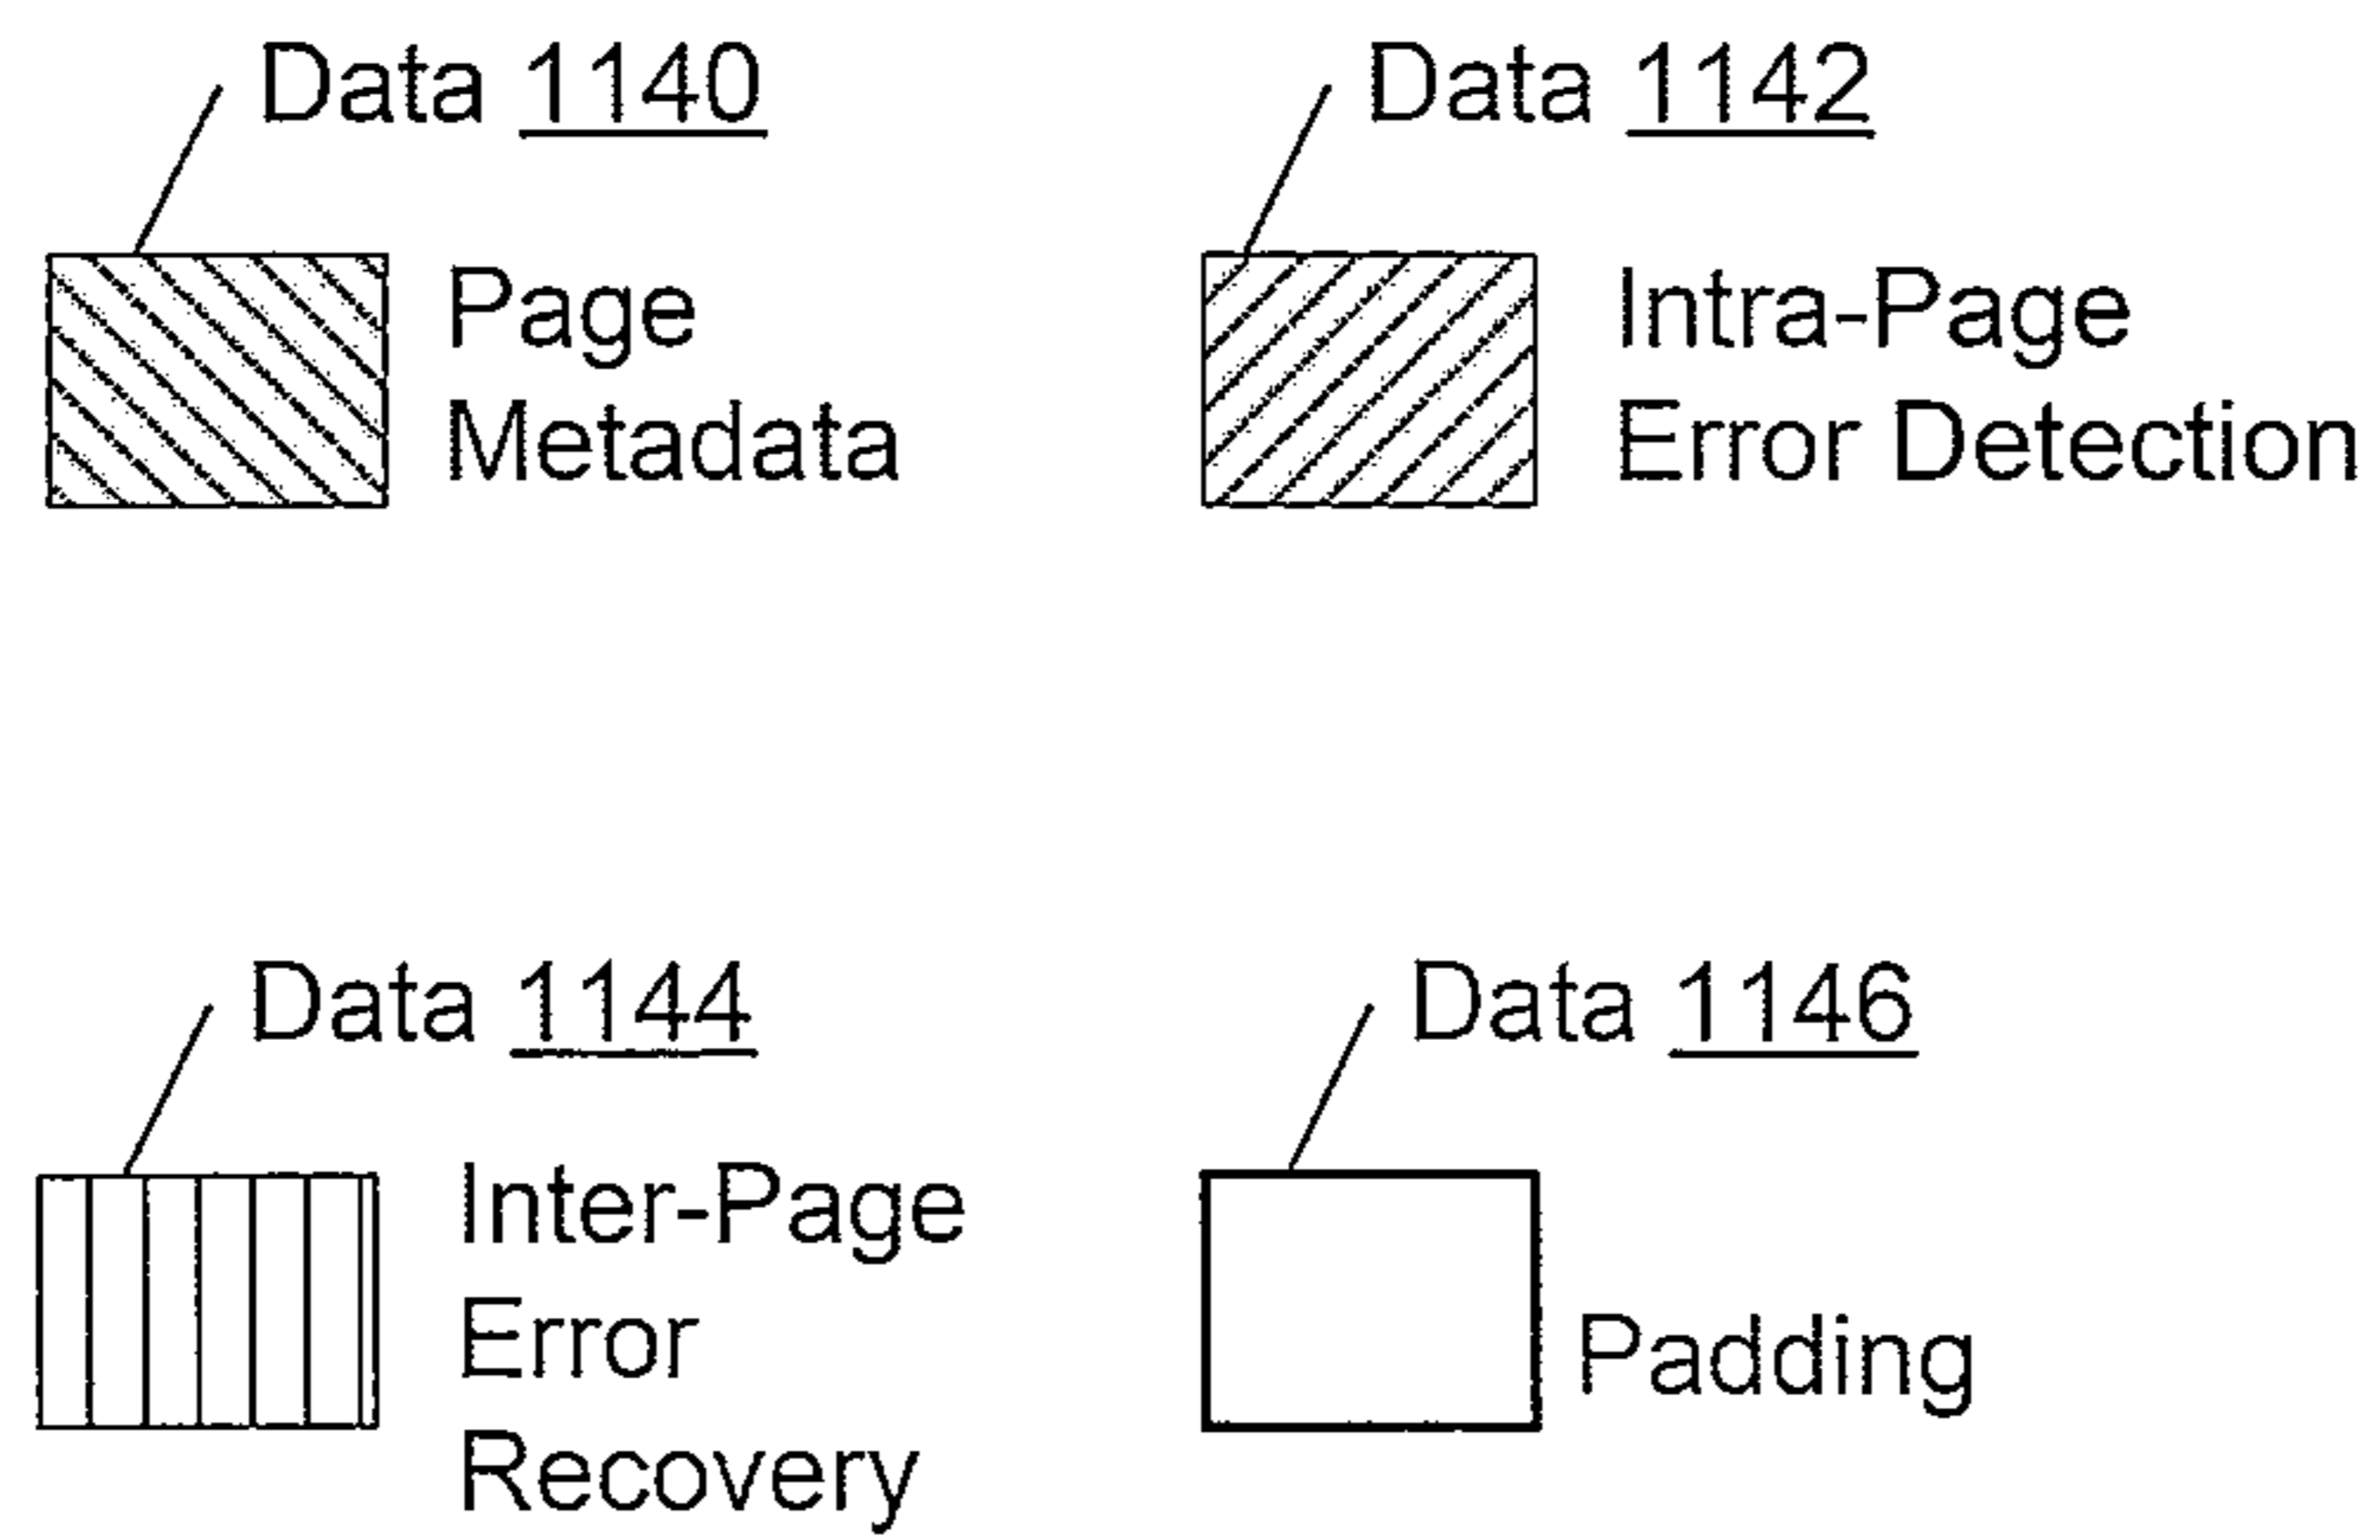 Data 1140
Page
Metadata
Data 1142
Intra-Page
Error Detection
Data 1144
Inter-Page
Error
Recovery
Data 1146
Padding